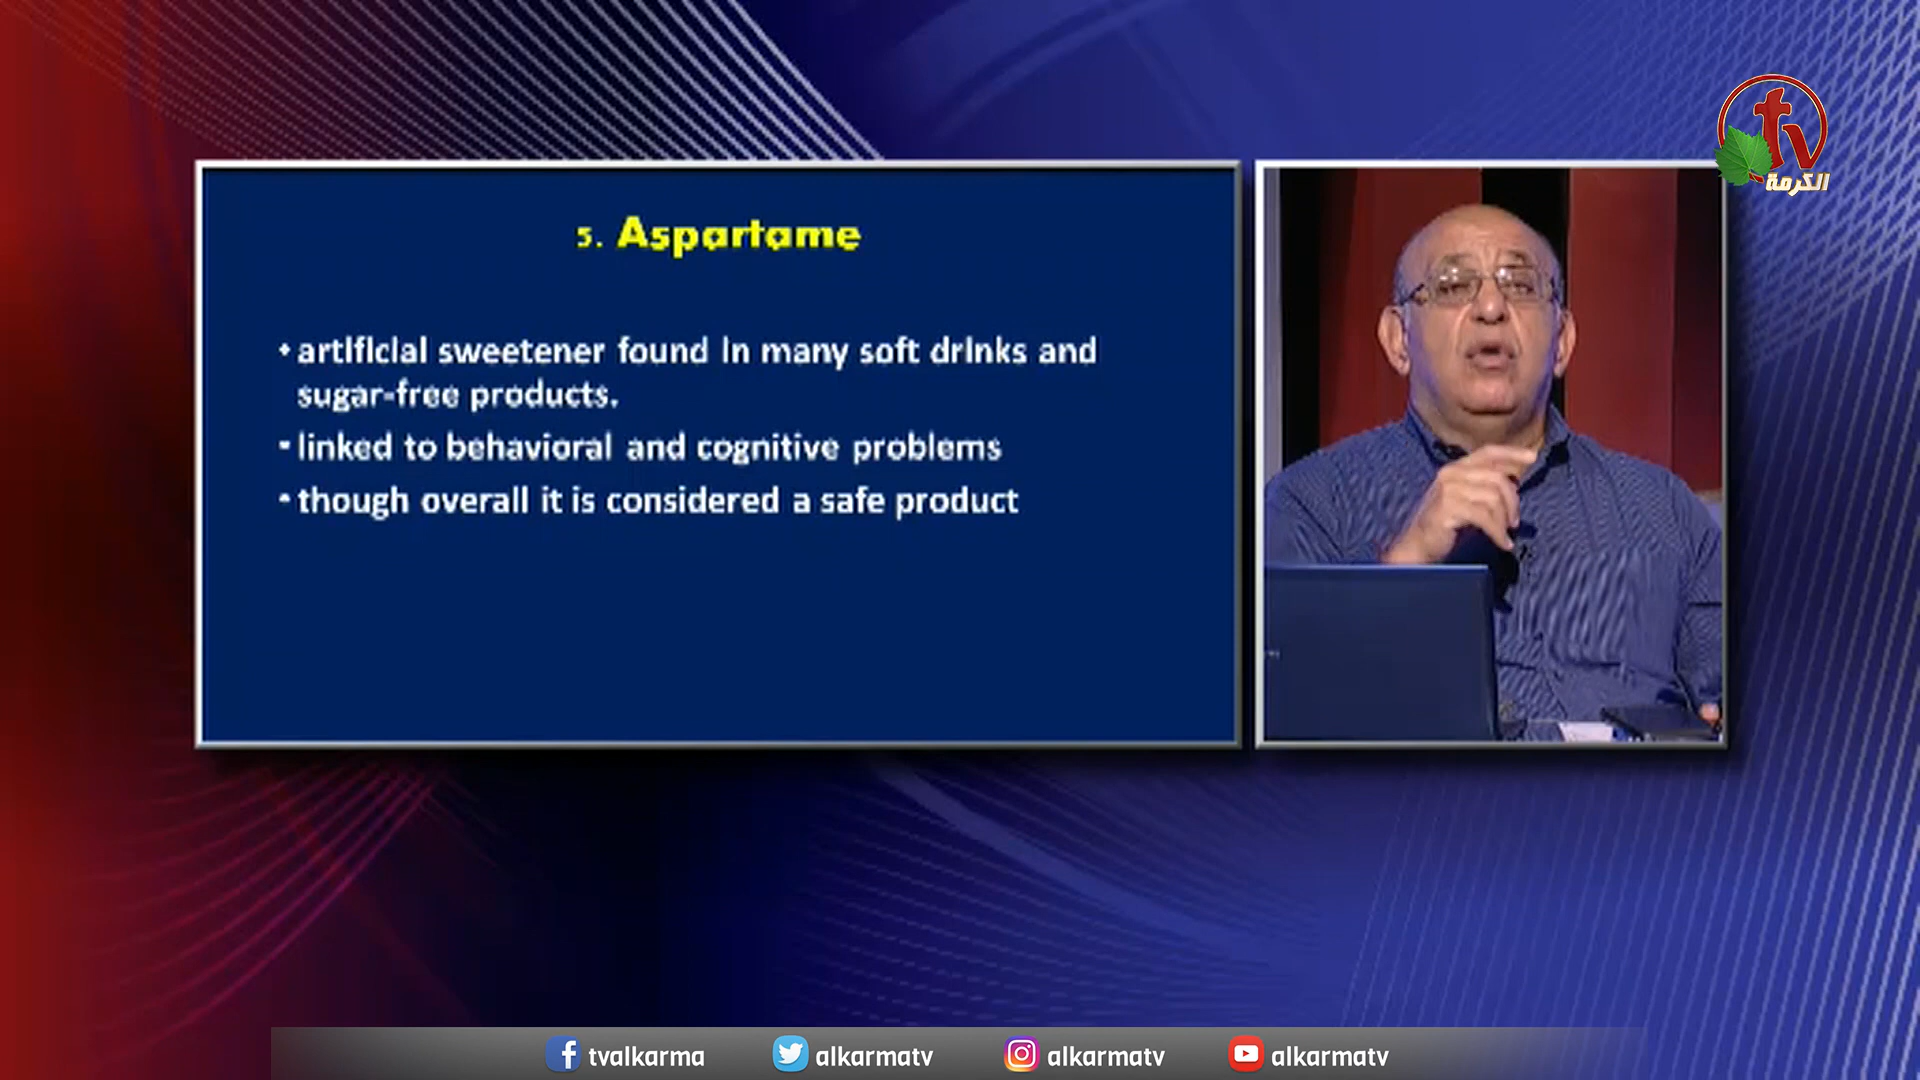 tv
الكرمة
5. Aspartame
• artificial sweetener found in many soft drinks and
sugar-free products.
• linked to behavioral and cognitive problems
• though overall it is considered a safe product
tvalkarma
alkarmatv
alkarmatv
alkarmatv